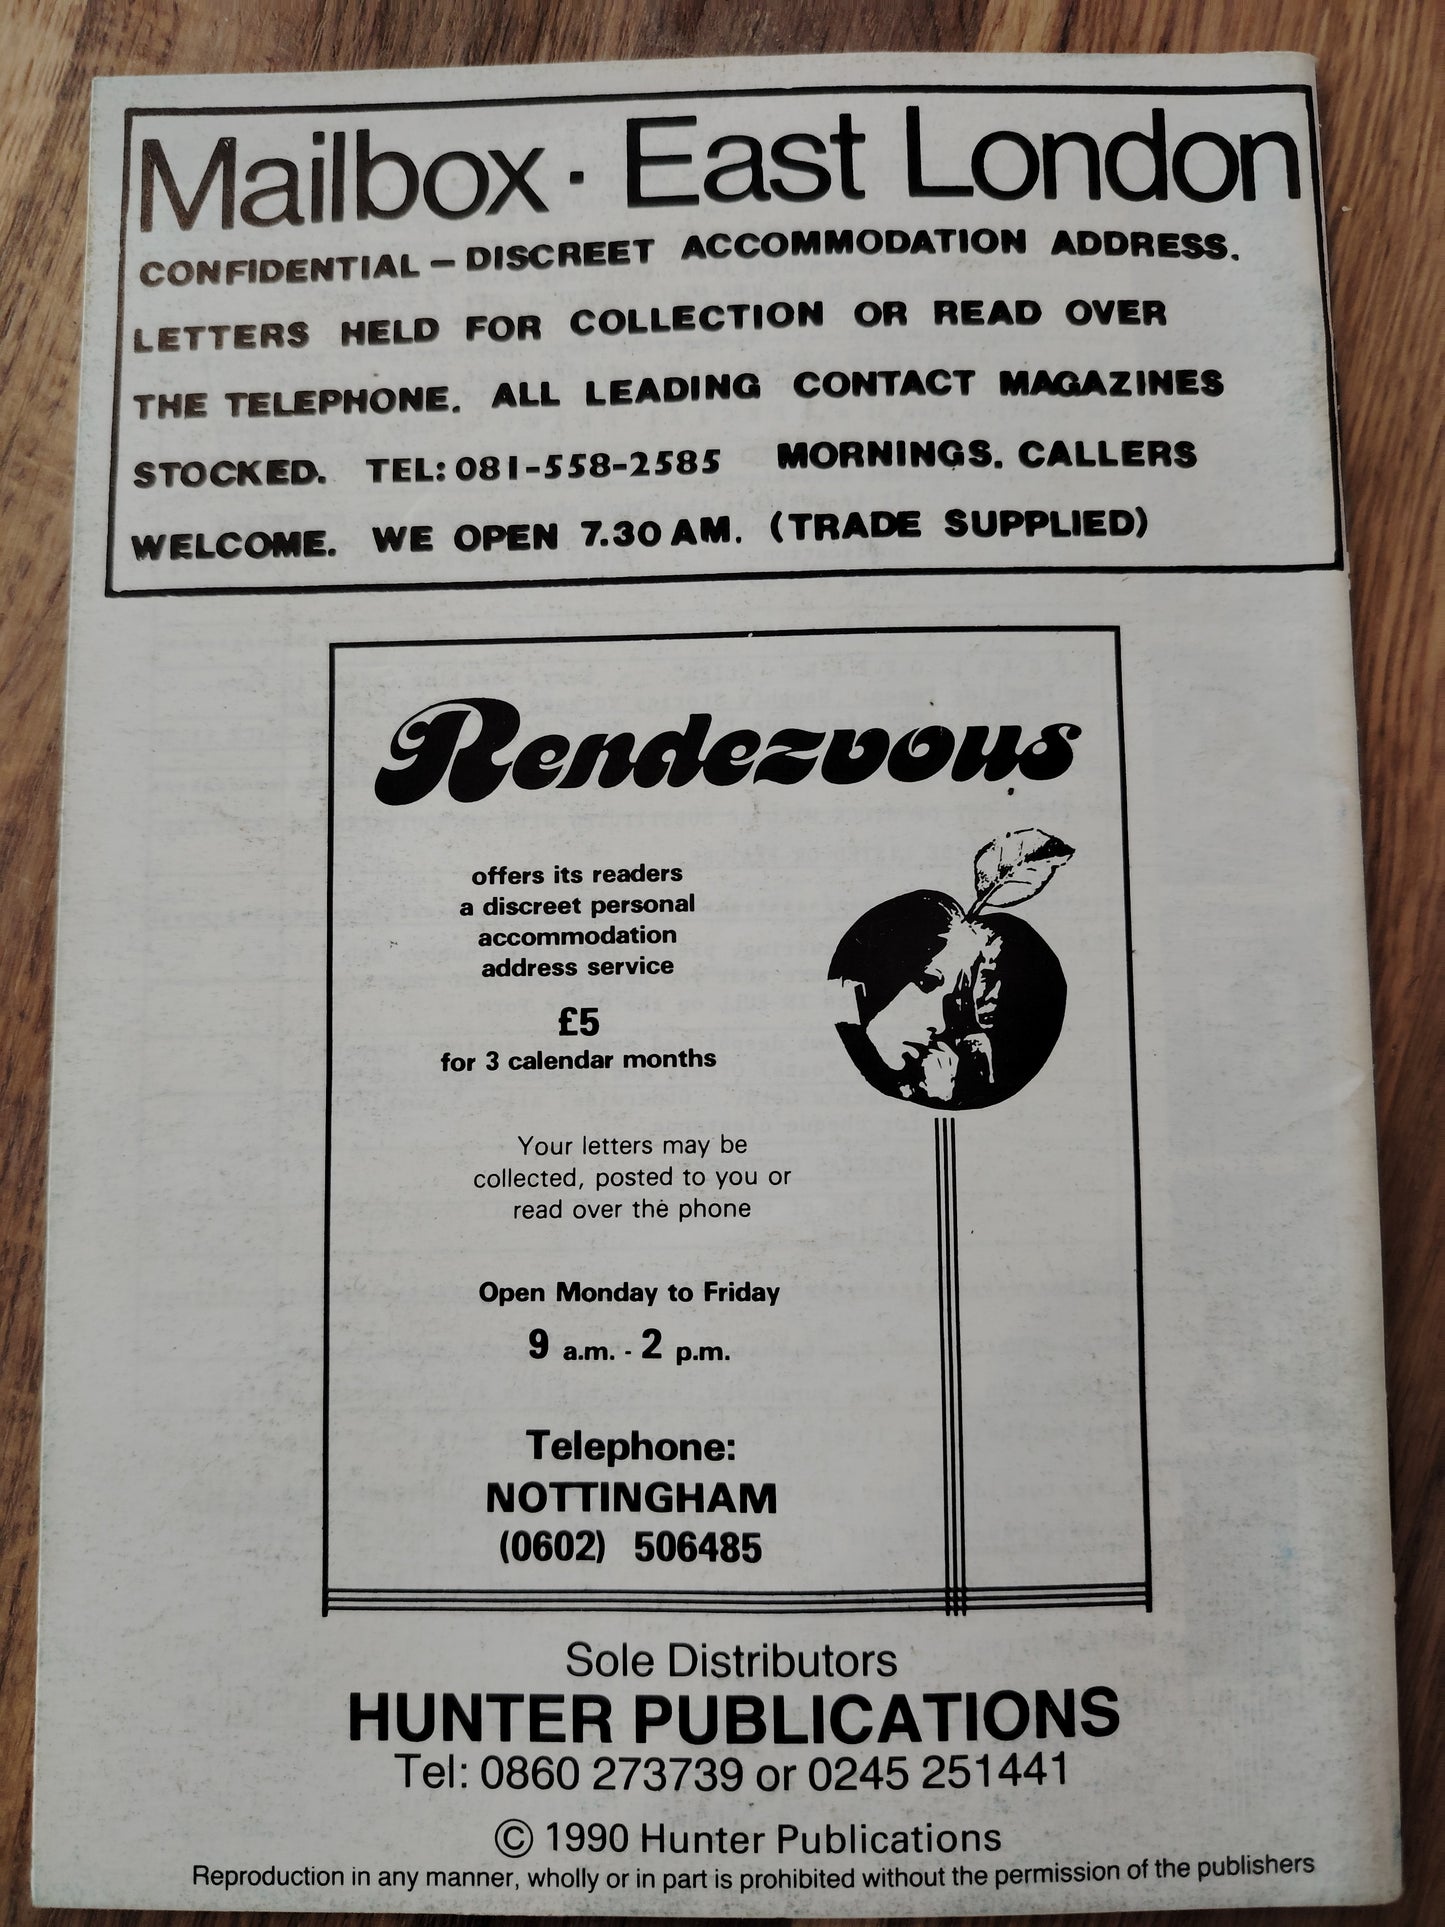 Mailbox · East London
CONFIDENTIAL – DISCREET ACCOMMODATION ADDRESS.
LETTERS HELD FOR COLLECTION OR READ OVER
THE TELEPHONE. ALL LEADING CONTACT MAGAZINES
STOCKED. TEL: 081-558-2585 MORNINGS. CALLERS
WELCOME. WE OPEN 7.30 AM. (TRADE SUPPLIED)
Rendezvous
offers its readers
a discreet personal
accommodation
address service
£5
for 3 calendar months
Your letters may be
collected, posted to you or
read over the phone
Open Monday to Friday
9 a.m. - 2 p.m.
Telephone:
NOTTINGHAM
(0602) 506485
Sole Distributors
HUNTER PUBLICATIONS
Tel: 0860 273739 or 0245 251441
© 1990 Hunter Publications
Reproduction in any manner, wholly or in part is prohibited without the permission of the publishers